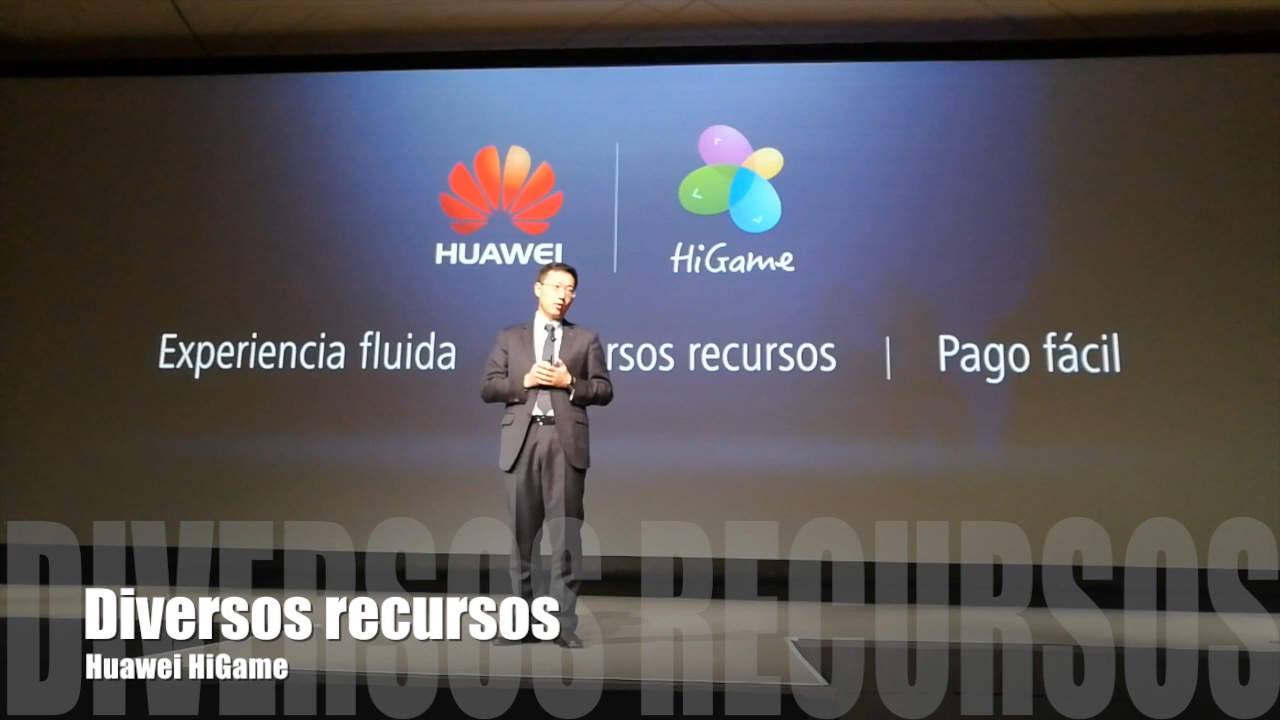 HUAWEI
HiGame
Experiencia fluida rsos recursos | Pago fácil
DIVERSOS RECURSOS
Diversos recursos
Huawei HiGame